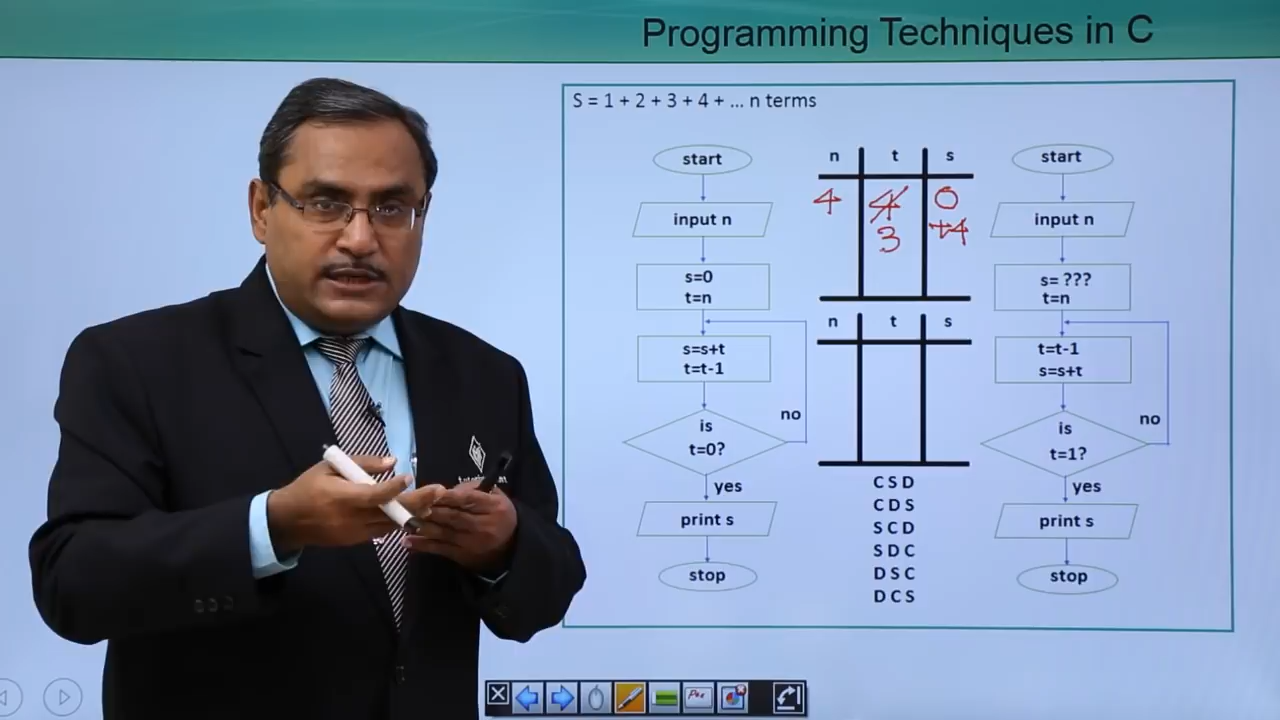 Programming Techniques in C
S = 1 + 2 + 3 + 4 + ... n terms
start
input n
s=0
t=n
s=s+t
t=t-1
is
t=0?
no
yes
print s
stop
n t s
4 4 0
3 +4
n t s
C S D
C D S
S C D
S D C
D S C
D C S
start
input n
s= ???
t=n
t=t-1
s=s+t
is
t=1?
no
yes
print s
stop
Pen